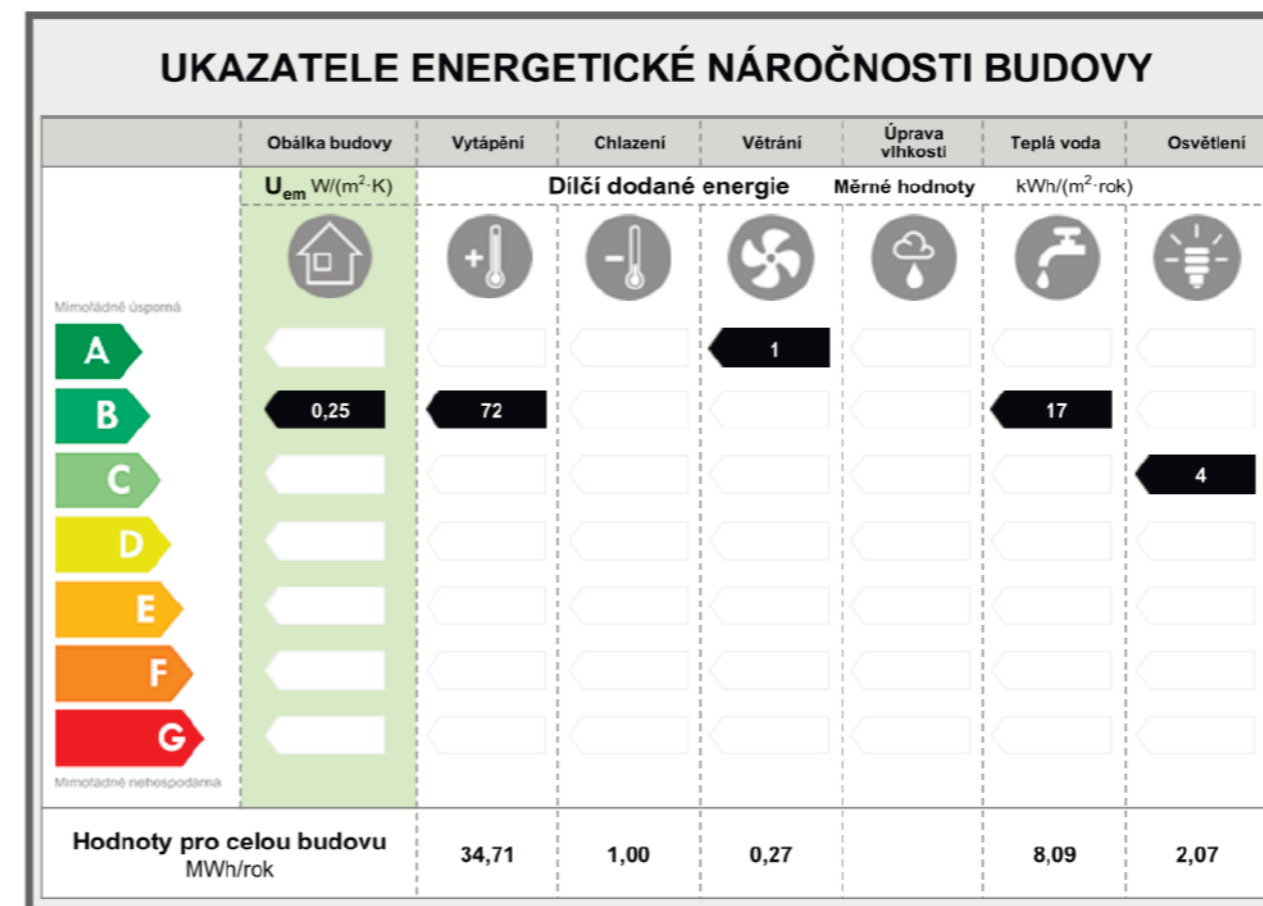 UKAZATELE ENERGETICKÉ NÁROČNOSTI BUDOVY
Obálka budovy Vytápění Chlazení Větrání Úprava vlhkosti Teplá voda Osvětlení
Uem W/(m²·K) Dílčí dodané energie Měrné hodnoty kWh/(m²·rok)
Mimořádně úsporná
A 1
B 0,25 72 17
C 4
D
E
F
G
Mimořádně nehospodárná
Hodnoty pro celou budovu
MWh/rok 34,71 1,00 0,27 8,09 2,07